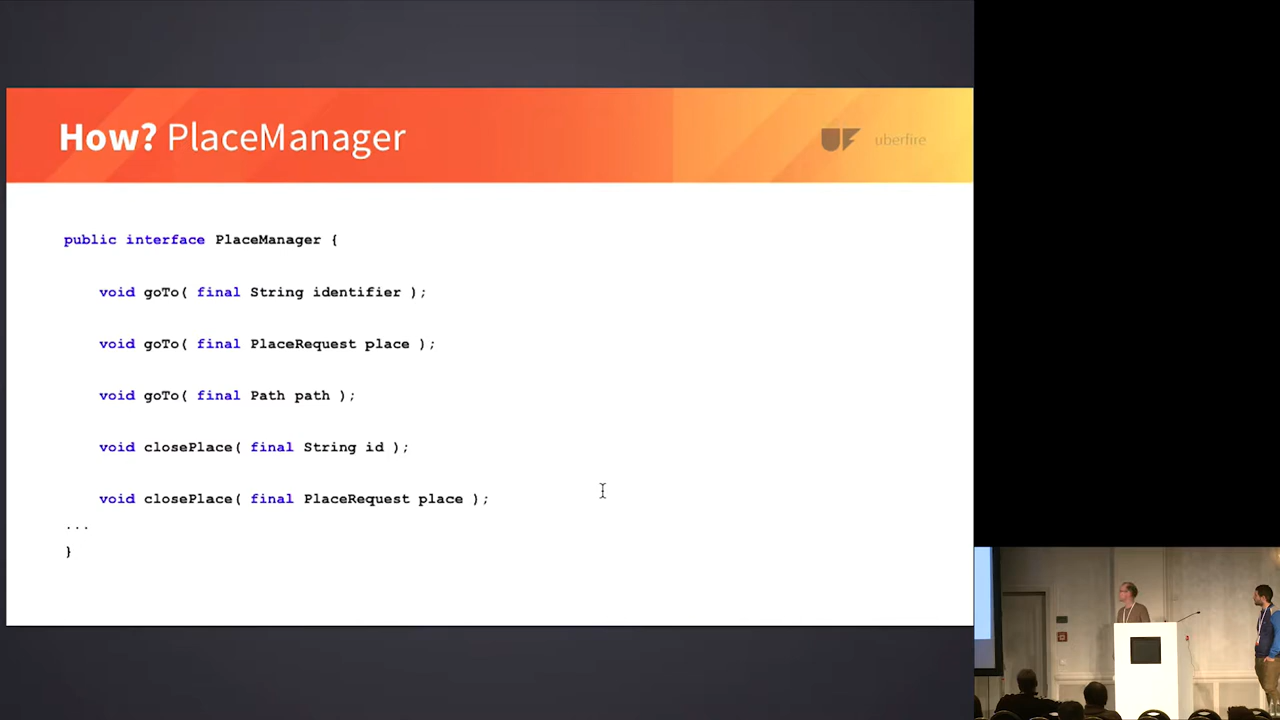 How? PlaceManager
UF uberfire
public interface PlaceManager {
void goTo( final String identifier );
void goTo( final PlaceRequest place );
void goTo( final Path path );
void closePlace( final String id );
void closePlace( final PlaceRequest place );
...
}